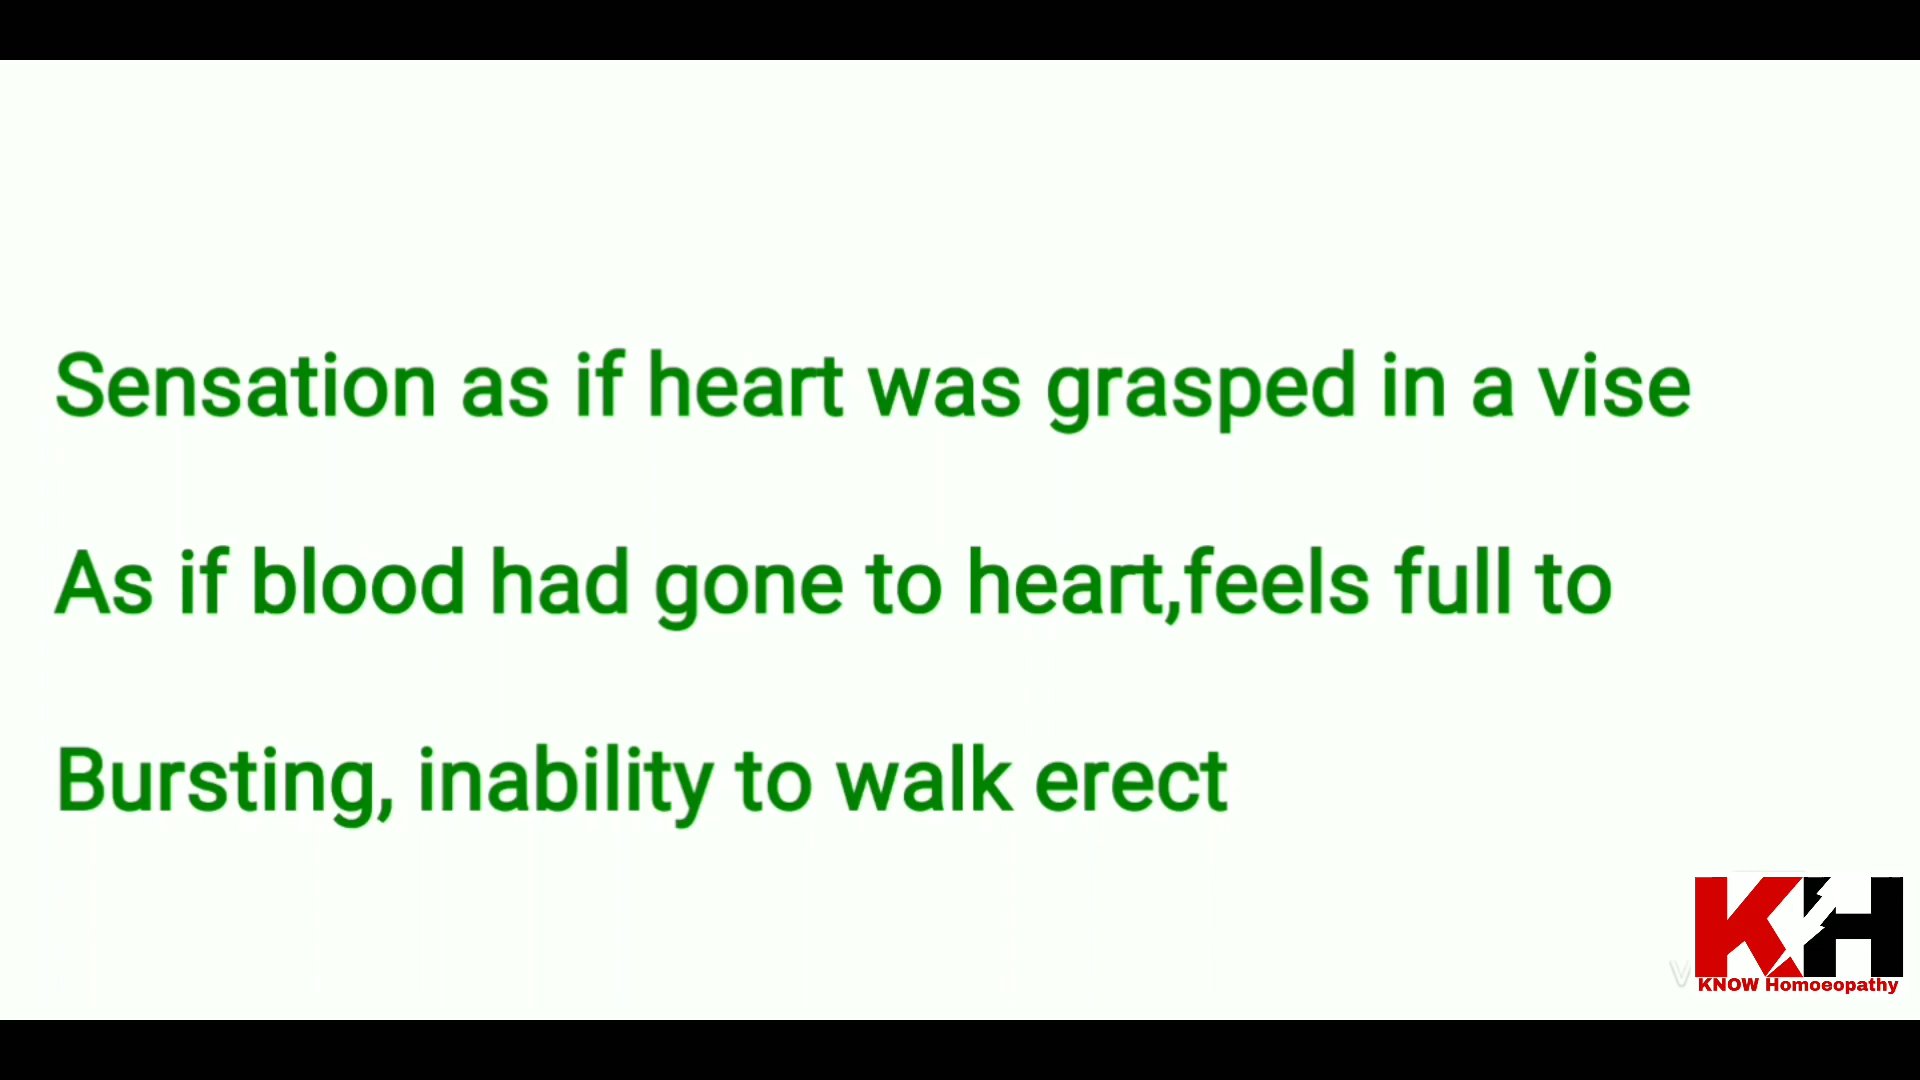 Sensation as if heart was grasped in a vise
As if blood had gone to heart,feels full to
Bursting, inability to walk erect
KH
KNOW Homoeopathy